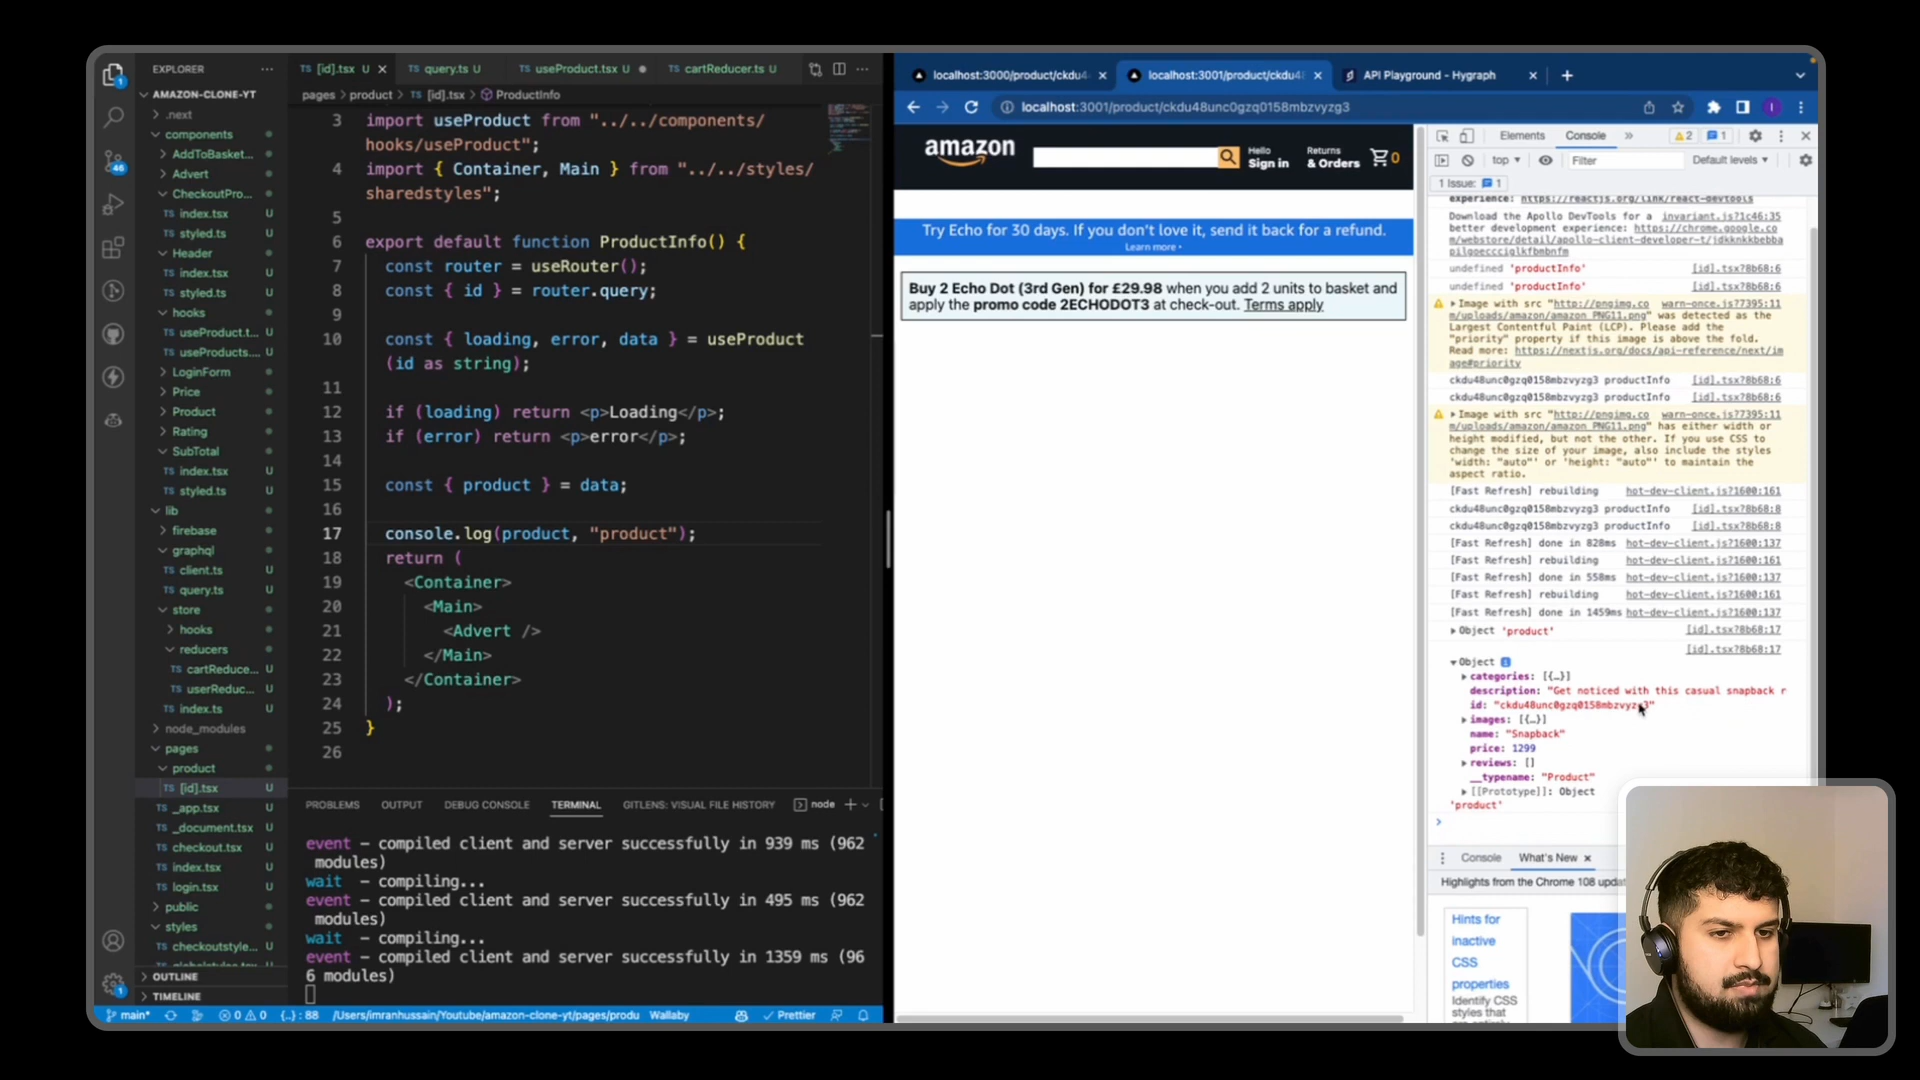 EXPLORER
AMAZON-CLONE-YT
.next
components
AddToBasket...
Advert
CheckoutPro...
index.tsx U
styled.ts U
Header
index.tsx U
styled.ts U
hooks
useProduct.t... U
useProducts.... U
LoginForm
Price
Product
Rating
SubTotal
index.tsx U
styled.ts U
lib
firebase
graphql
client.ts U
query.ts U
store
hooks
reducers
cartReduce... U
userReduc... U
index.ts U
node_modules
pages
product
[id].tsx U
_app.tsx U
_document.tsx U
checkout.tsx U
index.tsx U
login.tsx U
public
styles
checkoutstyle... U
OUTLINE
TIMELINE
[id].tsx U
query.ts U
useProduct.tsx U
cartReducer.ts U
pages > product > [id].tsx > ProductInfo
3 import useProduct from "../../components/
hooks/useProduct";
4 import { Container, Main } from "../../styles/
sharedstyles";
5
6 export default function ProductInfo() {
7 const router = useRouter();
8 const { id } = router.query;
9
10 const { loading, error, data } = useProduct
(id as string);
11
12 if (loading) return <p>Loading</p>;
13 if (error) return <p>error</p>;
14
15 const { product } = data;
16
17 console.log(product, "product");
18 return (
19 <Container>
20 <Main>
21 <Advert />
22 </Main>
23 </Container>
24 );
25 }
26
PROBLEMS OUTPUT DEBUG CONSOLE TERMINAL GITLENS: VISUAL FILE HISTORY node
event - compiled client and server successfully in 939 ms (962
modules)
wait - compiling...
event - compiled client and server successfully in 495 ms (962
modules)
wait - compiling...
event - compiled client and server successfully in 1359 ms (96
6 modules)
main* 0 0 {..} : 88 /Users/imranhussain/Youtube/amazon-clone-yt/pages/produ Wallaby Prettier
localhost:3000/product/ckdu4
localhost:3001/product/ckdu48
API Playground - Hygraph
localhost:3001/product/ckdu48unc0gzq0158mbzvyzg3
amazon
Hello
Sign in
Returns
& Orders
0
Try Echo for 30 days. If you don't love it, send it back for a refund.
Learn more
Buy 2 Echo Dot (3rd Gen) for £29.98 when you add 2 units to basket and
apply the promo code 2ECHODOT3 at check-out. Terms apply
Elements Console 2 1
top Filter Default levels
1 Issue: 1
experience: https://reactjs.org/link/react-devtools
Download the Apollo DevTools for a invariant.js?1c46:35
better development experience: https://chrome.google.co
m/webstore/detail/apollo-client-developer-t/jdkknkkbebba
pilgoeccciglkfbmbnfm
undefined 'productInfo' [id].tsx?8b68:6
undefined 'productInfo' [id].tsx?8b68:6
Image with src "http://pngimg.co warn-once.js?7395:11
m/uploads/amazon/amazon_PNG11.png" was detected as the
Largest Contentful Paint (LCP). Please add the
"priority" property if this image is above the fold.
Read more: https://nextjs.org/docs/api-reference/next/im
age#priority
ckdu48unc0gzq0158mbzvyzg3 productInfo [id].tsx?8b68:6
ckdu48unc0gzq0158mbzvyzg3 productInfo [id].tsx?8b68:6
Image with src "http://pngimg.co warn-once.js?7395:11
m/uploads/amazon/amazon_PNG11.png" has either width or
height modified, but not the other. If you use CSS to
change the size of your image, also include the styles
'width: "auto"' or 'height: "auto"' to maintain the
aspect ratio.
[Fast Refresh] rebuilding hot-dev-client.js?1600:161
ckdu48unc0gzq0158mbzvyzg3 productInfo [id].tsx?8b68:8
ckdu48unc0gzq0158mbzvyzg3 productInfo [id].tsx?8b68:8
[Fast Refresh] done in 828ms hot-dev-client.js?1600:137
[Fast Refresh] rebuilding hot-dev-client.js?1600:161
[Fast Refresh] done in 558ms hot-dev-client.js?1600:137
[Fast Refresh] rebuilding hot-dev-client.js?1600:161
[Fast Refresh] done in 1459ms hot-dev-client.js?1600:137
Object 'product' [id].tsx?8b68:17
[id].tsx?8b68:17
Object
categories: [{…}]
description: "Get noticed with this casual snapback r
id: "ckdu48unc0gzq0158mbzvyzg3"
images: [{…}]
name: "Snapback"
price: 1299
reviews: []
__typename: "Product"
[[Prototype]]: Object
'product'
Console What's New
Highlights from the Chrome 108 upda
Hints for
inactive
CSS
properties
Identify CSS
styles that